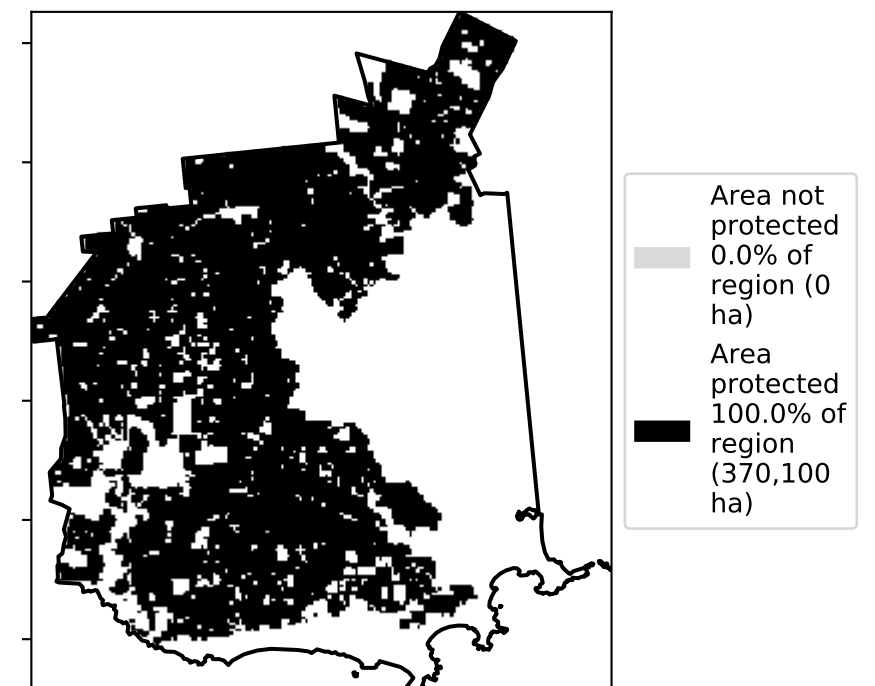 Area not
protected
0.0% of
region (0
ha)
Area
protected
100.0% of
region
(370,100
ha)